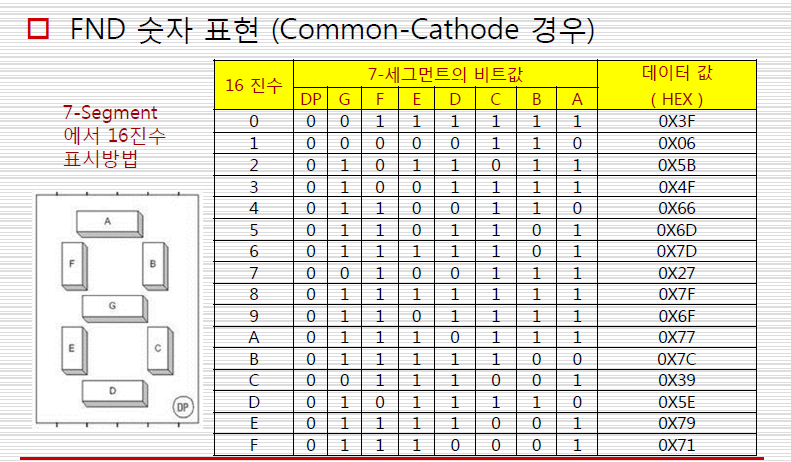 FND 숫자 표현 (Common-Cathode 경우)
7-Segment
에서 16진수
표시방법
A
F
B
G
E
C
D
DP
16 진수 7-세그먼트의 비트값 데이터 값
( HEX )
DP G F E D C B A
0 0 0 1 1 1 1 1 1 0X3F
1 0 0 0 0 0 1 1 0 0X06
2 0 1 0 1 1 0 1 1 0X5B
3 0 1 0 0 1 1 1 1 0X4F
4 0 1 1 0 0 1 1 0 0X66
5 0 1 1 0 1 1 0 1 0X6D
6 0 1 1 1 1 1 0 1 0X7D
7 0 0 1 0 0 1 1 1 0X27
8 0 1 1 1 1 1 1 1 0X7F
9 0 1 1 0 1 1 1 1 0X6F
A 0 1 1 1 0 1 1 1 0X77
B 0 1 1 1 1 1 0 0 0X7C
C 0 0 1 1 1 0 0 1 0X39
D 0 1 0 1 1 1 1 0 0X5E
E 0 1 1 1 1 0 0 1 0X79
F 0 1 1 1 0 0 0 1 0X71